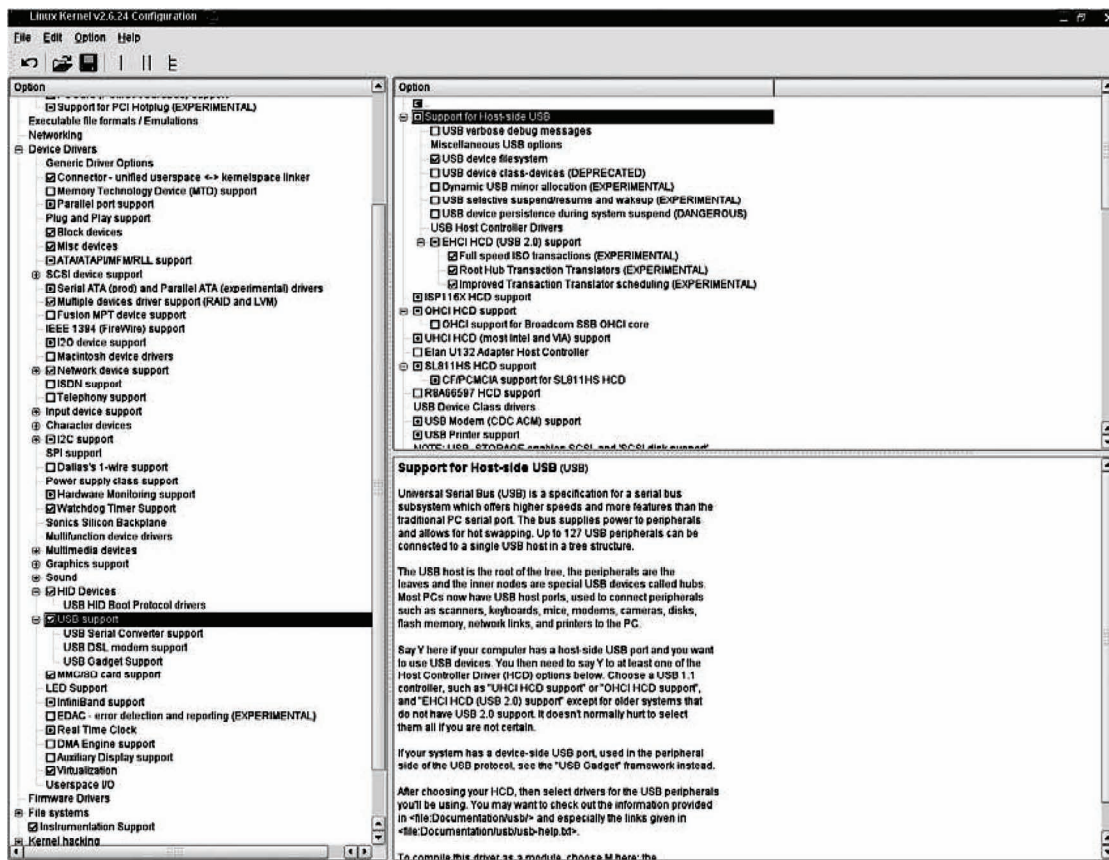 Linux Kernel v2.6.24 Configuration
File Edit Option Help
Option
Support for PCI Hotplug (EXPERIMENTAL)
Executable file formats / Emulations
Networking
Device Drivers
Generic Driver Options
Connector - unified userspace <-> kernelspace linker
Memory Technology Device (MTD) support
Parallel port support
Plug and Play support
Block devices
Misc devices
ATA/ATAPI/MFM/RLL support
SCSI device support
Serial ATA (prod) and Parallel ATA (experimental) drivers
Multiple devices driver support (RAID and LVM)
Fusion MPT device support
IEEE 1394 (FireWire) support
I2O device support
Macintosh device drivers
Network device support
ISDN support
Telephony support
Input device support
Character devices
I2C support
SPI support
Dallas's 1-wire support
Power supply class support
Hardware Monitoring support
Watchdog Timer Support
Sonics Silicon Backplane
Multifunction device drivers
Multimedia devices
Graphics support
Sound
HID Devices
USB HID Boot Protocol drivers
USB support
USB Serial Converter support
USB DSL modem support
USB Gadget Support
MMC/SD card support
LED Support
InfiniBand support
EDAC - error detection and reporting (EXPERIMENTAL)
Real Time Clock
DMA Engine support
Auxiliary Display support
Virtualization
Userspace I/O
Firmware Drivers
File systems
Instrumentation Support
Kernel hacking
Option
..
Support for Host-side USB
USB verbose debug messages
Miscellaneous USB options
USB device filesystem
USB device class-devices (DEPRECATED)
Dynamic USB minor allocation (EXPERIMENTAL)
USB selective suspend/resume and wakeup (EXPERIMENTAL)
USB device persistence during system suspend (DANGEROUS)
USB Host Controller Drivers
EHCI HCD (USB 2.0) support
Full speed ISO transactions (EXPERIMENTAL)
Root Hub Transaction Translators (EXPERIMENTAL)
Improved Transaction Translator scheduling (EXPERIMENTAL)
ISP116X HCD support
OHCI HCD support
OHCI support for Broadcom SSB OHCI core
UHCI HCD (most Intel and VIA) support
Elan U132 Adapter Host Controller
SL811HS HCD support
CF/PCMCIA support for SL811HS HCD
R8A66597 HCD support
USB Device Class drivers
USB Modem (CDC ACM) support
USB Printer support
NOTE: USB_STORAGE enables SCSI, and 'SCSI disk support'
Support for Host-side USB (USB)
Universal Serial Bus (USB) is a specification for a serial bus
subsystem which offers higher speeds and more features than the
traditional PC serial port. The bus supplies power to peripherals
and allows for hot swapping. Up to 127 USB peripherals can be
connected to a single USB host in a tree structure.
The USB host is the root of the tree, the peripherals are the
leaves and the inner nodes are special USB devices called hubs.
Most PCs now have USB host ports, used to connect peripherals
such as scanners, keyboards, mice, modems, cameras, disks,
flash memory, network links, and printers to the PC.
Say Y here if your computer has a host-side USB port and you want
to use USB devices. You then need to say Y to at least one of the
Host Controller Driver (HCD) options below. Choose a USB 1.1
controller, such as "UHCI HCD support" or "OHCI HCD support",
and "EHCI HCD (USB 2.0) support" except for older systems that
do not have USB 2.0 support. It doesn't normally hurt to select
them all if you are not certain.
If your system has a device-side USB port, used in the peripheral
side of the USB protocol, see the "USB Gadget" framework instead.
After choosing your HCD, then select drivers for the USB peripherals
you'll be using. You may want to check out the information provided
in <file:Documentation/usb/> and especially the links given in
<file:Documentation/usb/usb-help.txt>.
To compile this driver as a module, choose M here: the